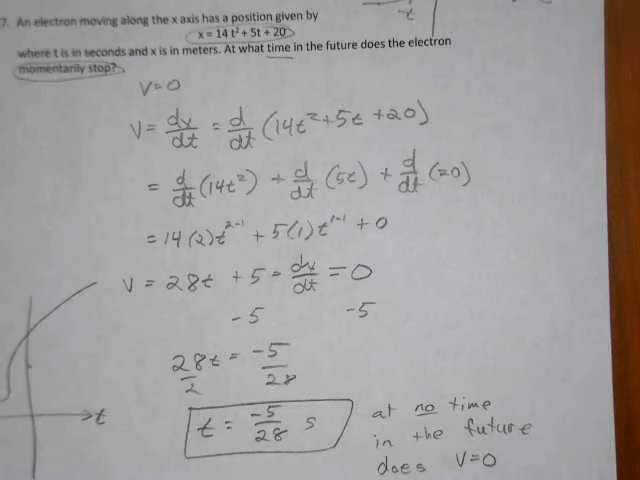 -t
7. An electron moving along the x axis has a position given by
x = 14 t² + 5t + 20
where t is in seconds and x is in meters. At what time in the future does the electron
momentarily stop?
V=0
V = dx/dt = d/dt (14t²+5t+20)
= d/dt (14t²) + d/dt (5t) + d/dt (20)
= 14(2)t²⁻¹ + 5(1)t¹⁻¹ + 0
V = 28t + 5 = dx/dt = 0
-5 -5
28t/2 = -5/28
t = -5/28 s
at no time
in the future
does V=0
t